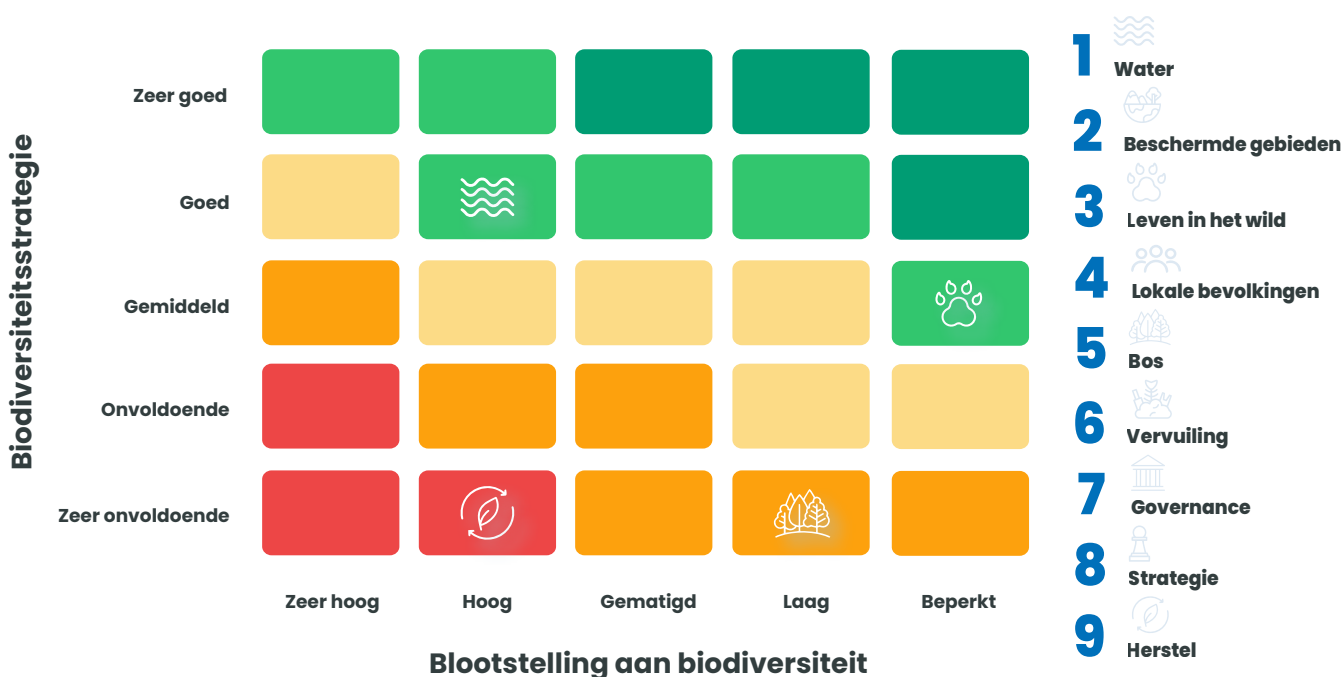 Biodiversiteitsstrategie
Zeer goed
Goed
Gemiddeld
Onvoldoende
Zeer onvoldoende
Zeer hoog
Hoog
Gematigd
Laag
Beperkt
Blootstelling aan biodiversiteit
1 Water
2 Beschermde gebieden
3 Leven in het wild
4 Lokale bevolkingen
5 Bos
6 Vervuiling
7 Governance
8 Strategie
9 Herstel